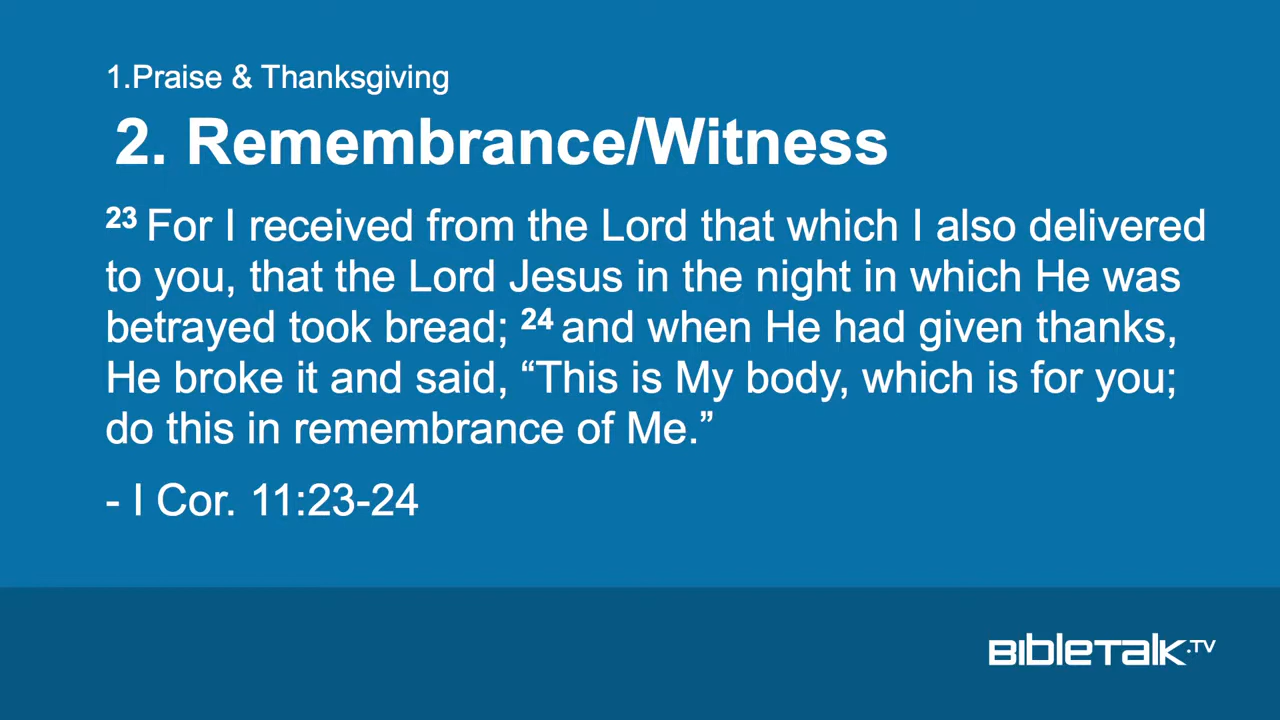 1.Praise & Thanksgiving
2. Remembrance/Witness
23 For I received from the Lord that which I also delivered
to you, that the Lord Jesus in the night in which He was
betrayed took bread; 24 and when He had given thanks,
He broke it and said, “This is My body, which is for you;
do this in remembrance of Me.”
- I Cor. 11:23-24
BIBLETALK.TV